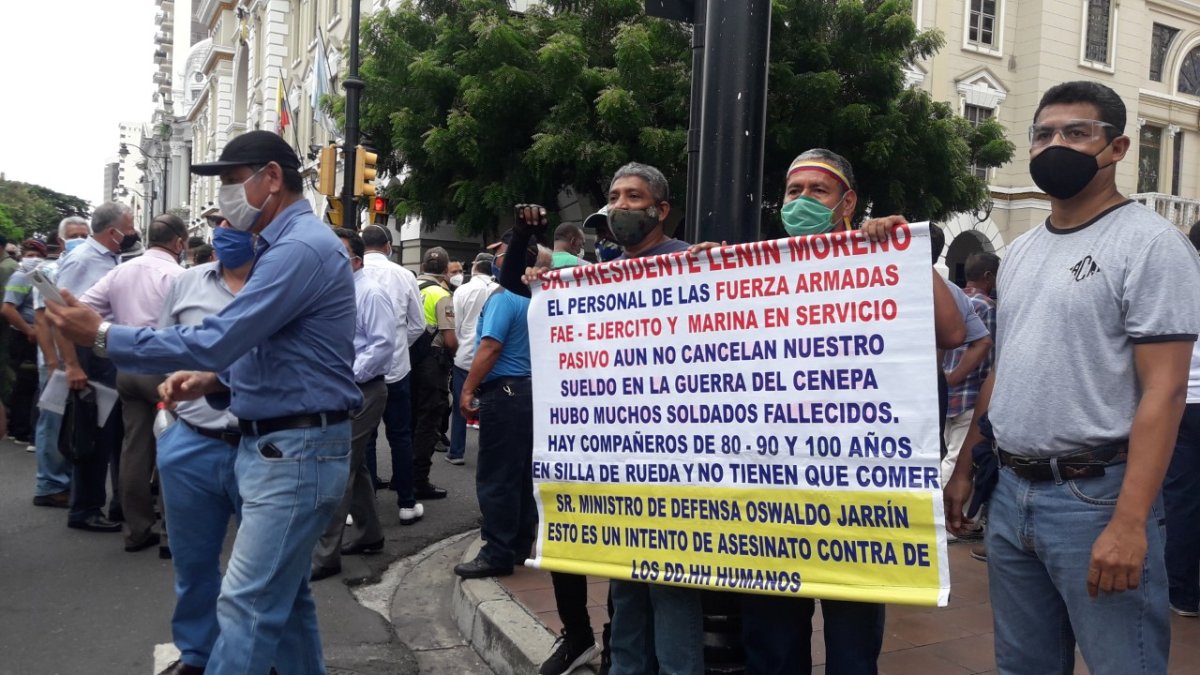 SR. PRESIDENTE LENIN MORENO
EL PERSONAL DE LAS FUERZA ARMADAS
FAE - EJERCITO Y MARINA EN SERVICIO
PASIVO AUN NO CANCELAN NUESTRO
SUELDO EN LA GUERRA DEL CENEPA
HUBO MUCHOS SOLDADOS FALLECIDOS.
HAY COMPAÑEROS DE 80 - 90 Y 100 AÑOS
EN SILLA DE RUEDA Y NO TIENEN QUE COMER
SR. MINISTRO DE DEFENSA OSWALDO JARRÍN
ESTO ES UN INTENTO DE ASESINATO CONTRA DE
LOS DD.HH HUMANOS